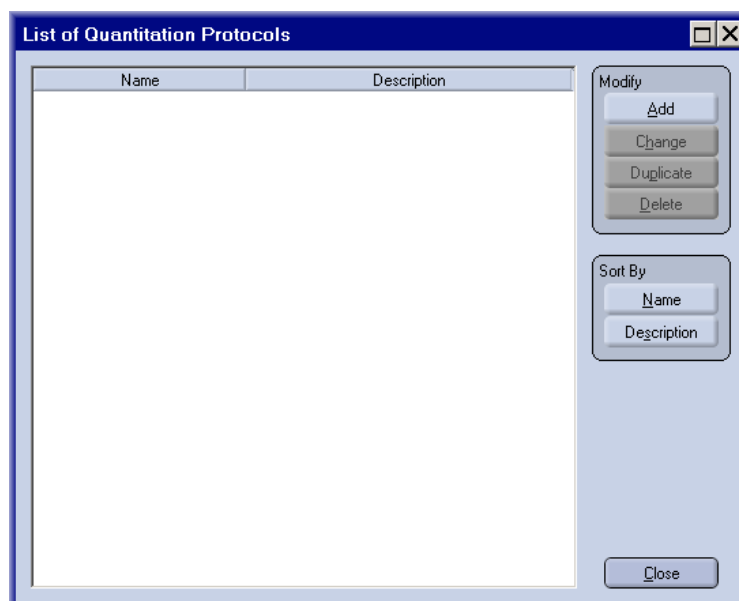 List of Quantitation Protocols
Name Description
Modify
Add
Change
Duplicate
Delete
Sort By
Name
Description
Close